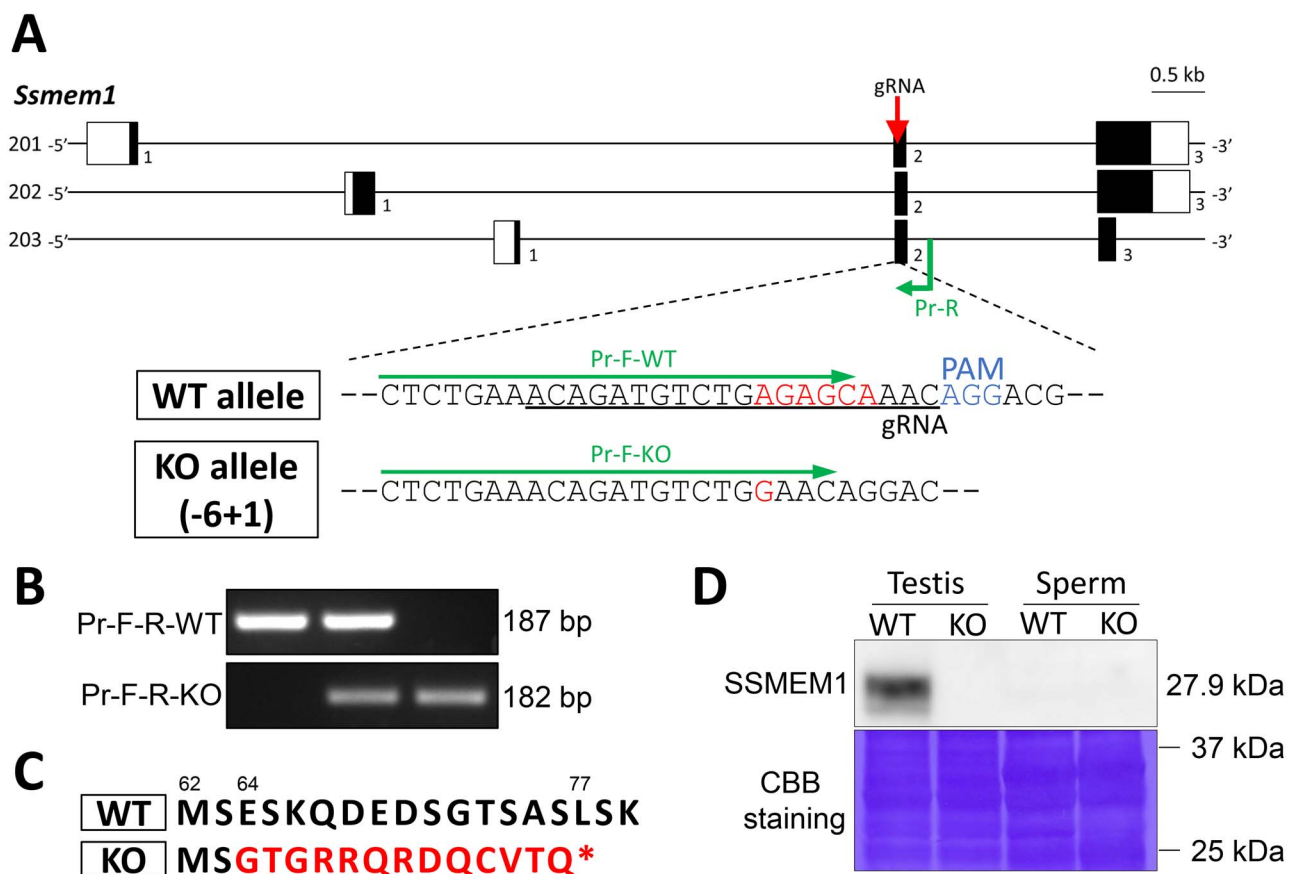 A
Ssmem1
gRNA
0.5 kb
201 -5’ 1 2 3 -3’
202 -5’ 1 2 3 -3’
203 -5’ 1 2 3 -3’
Pr-R
Pr-F-WT
PAM
WT allele
--CTCTGAAACAGATGTCTGAGAGCAAACAGGACG--
gRNA
Pr-F-KO
KO allele
(-6+1)
--CTCTGAAACAGATGTCTGGAACAGGAC--
B
Pr-F-R-WT 187 bp
Pr-F-R-KO 182 bp
C
62 64 77
WT MSESKQDEDSGTSASLSK
KO MSGTGRRQRDQCVTQ*
D
Testis Sperm
WT KO WT KO
SSMEM1 27.9 kDa
37 kDa
CBB
staining
25 kDa